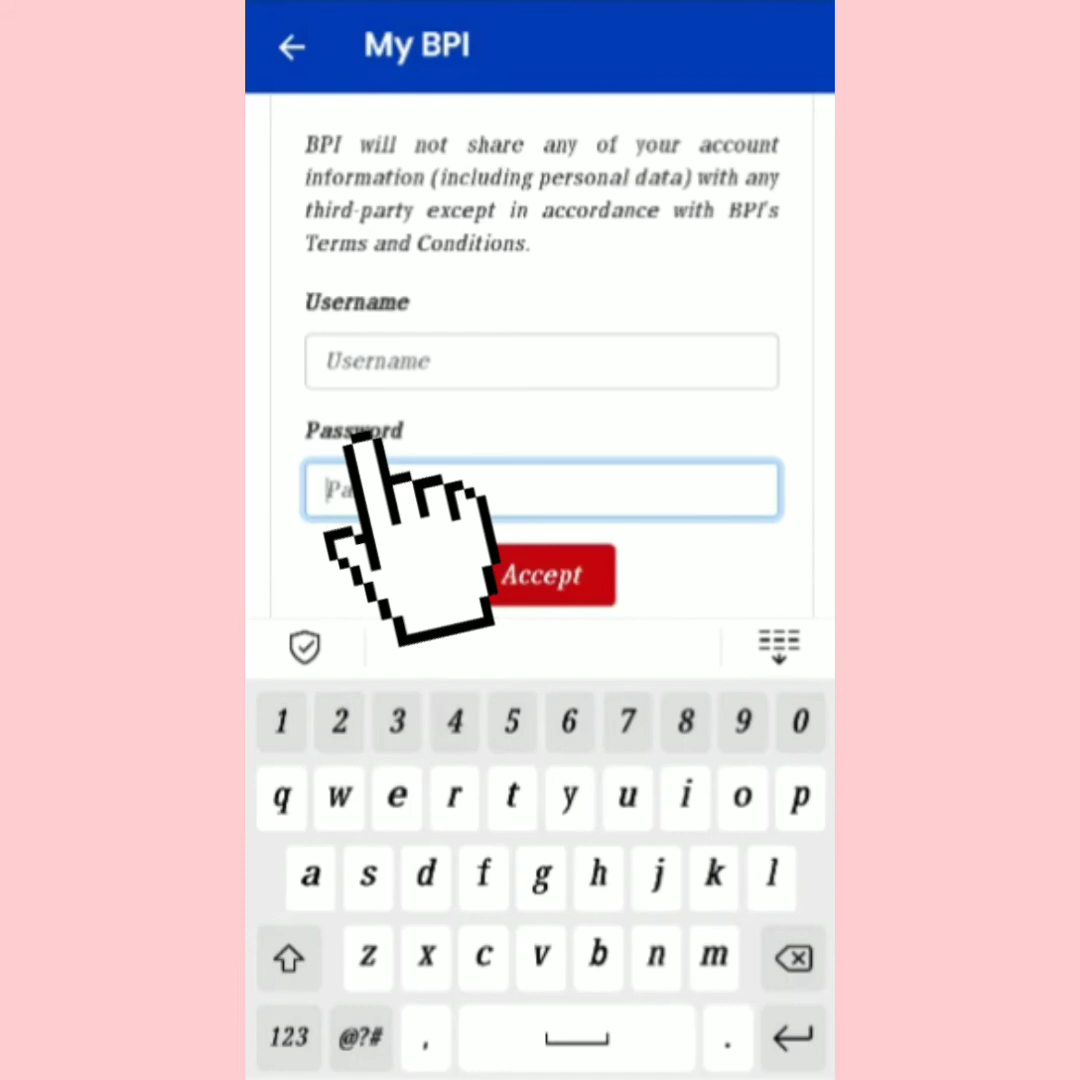 My BPI
BPI will not share any of your account
information (including personal data) with any
third-party except in accordance with BPI's
Terms and Conditions.
Username
Username
Password
Accept
1 2 3 4 5 6 7 8 9 0
q w e r t y u i o p
a s d f g h j k l
z x c v b n m
123 @?# , .